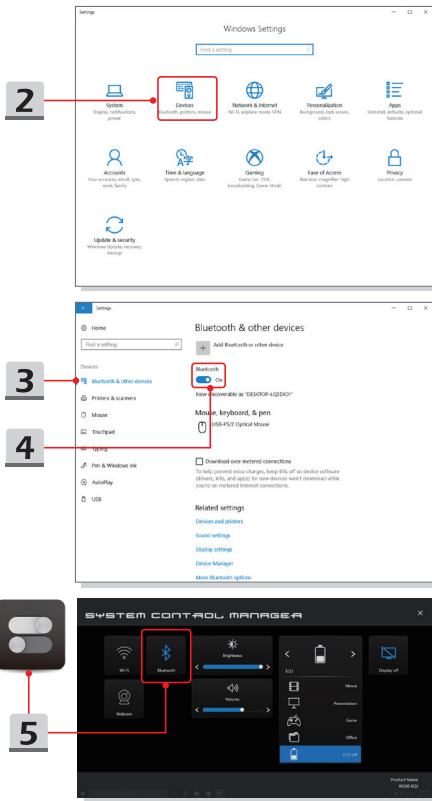 Settings
Windows Settings
Find a setting
2
System
Display, notifications,
power
Devices
Bluetooth, printers, mouse
Network & Internet
Wi-Fi, airplane mode, VPN
Personalization
Background, lock screen,
colors
Apps
Uninstall, defaults, optional
features
Accounts
Your accounts, email, sync,
work, family
Time & language
Speech, region, date
Gaming
Game bar, DVR,
broadcasting, Game Mode
Ease of Access
Narrator, magnifier, high
contrast
Privacy
Location, camera
Update & security
Windows Update, recovery,
backup
Settings
Home
Find a setting
Devices
3
Bluetooth & other devices
Printers & scanners
Mouse
4
Touchpad
Typing
Pen & Windows Ink
AutoPlay
USB
Bluetooth & other devices
Add Bluetooth or other device
Bluetooth
On
Now discoverable as
Mouse, keyboard, & pen
USB-PS/2 Optical Mouse
Download over metered connections
To help prevent extra charges, keep this off so device software
(drivers, info, and apps) for new devices won't download while
you're on metered Internet connections.
Related settings
Devices and printers
Sound settings
Display settings
Device Manager
More Bluetooth options
5
SYSTEM CONTROL MANAGER
Wi-Fi
Bluetooth
Brightness
ECO
Display off
Webcam
Volume
Movie
Presentation
Game
Office
ECO off
Product Name